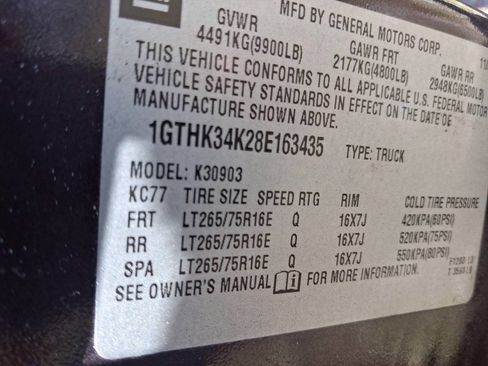 GM
MFD BY GENERAL MOTORS CORP. 11/
GVWR GAWR FRT GAWR RR
4491KG(9900LB) 2177KG(4800LB) 2948KG(6500LB)
THIS VEHICLE CONFORMS TO ALL APPLICABLE U.S. FEDERAL MOTOR
VEHICLE SAFETY STANDARDS IN EFFECT ON THE DATE OF
MANUFACTURE SHOWN ABOVE.
1GTHK34K28E163435 TYPE: TRUCK
MODEL: K30903
KC77 TIRE SIZE SPEED RTG RIM COLD TIRE PRESSURE
FRT LT265/75R16E Q 16X7J 420KPA(60PSI)
RR LT265/75R16E Q 16X7J 520KPA(75PSI)
SPA LT265/75R16E Q 16X7J 550KPA(80PSI)
SEE OWNER'S MANUAL FOR MORE INFORMATION.